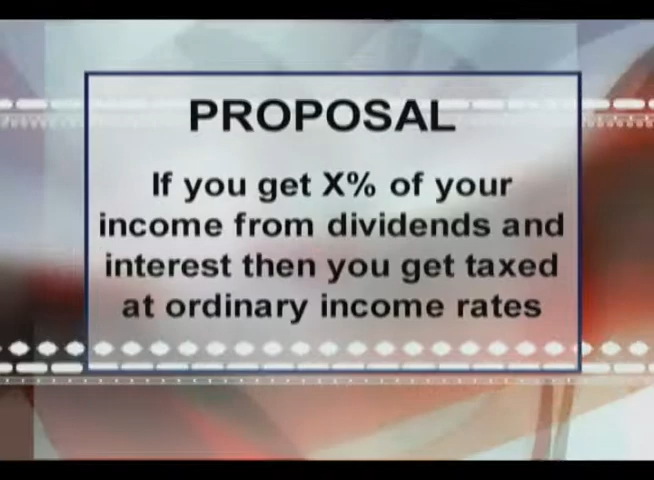 PROPOSAL
If you get X% of your
income from dividends and
interest then you get taxed
at ordinary income rates